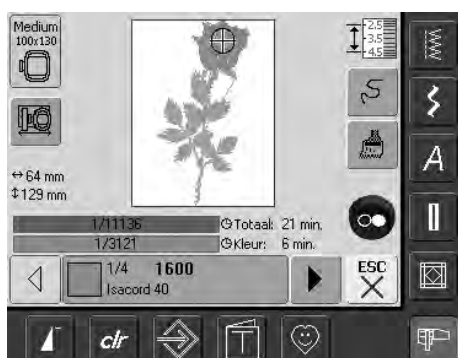 Medium
100x130
2.5
3.5
4.5
64 mm
129 mm
1/11136 Totaal: 21 min.
1/3121 Kleur: 6 min.
1/4 1600
Isacord 40
ESC
A
clr
T